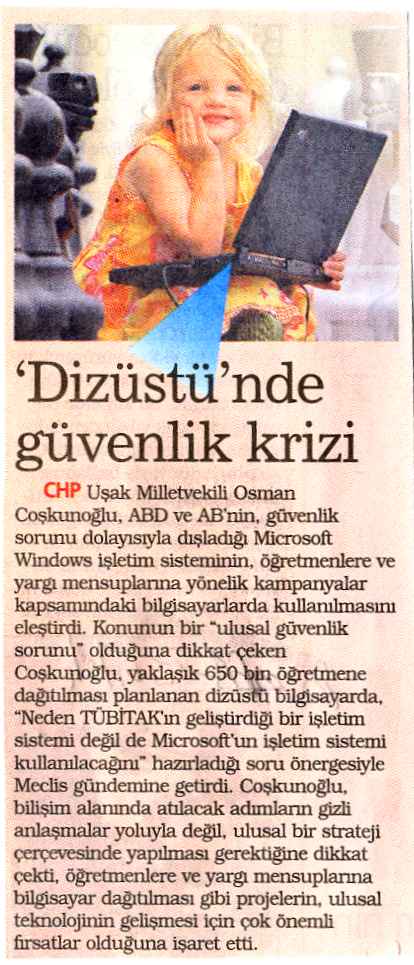 ‘Dizüstü’nde
güvenlik krizi
CHP Uşak Milletvekili Osman
Coşkunoğlu, ABD ve AB'nin, güvenlik
sorunu dolayısıyla dışladığı Microsoft
Windows işletim sisteminin, öğretmenlere ve
yargı mensuplarına yönelik kampanyalar
kapsamındaki bilgisayarlarda kullanılmasını
eleştirdi. Konunun bir “ulusal güvenlik
sorunu” olduğuna dikkat çeken
Coşkunoğlu, yaklaşık 650 bin öğretmene
dağıtılması planlanan dizüstü bilgisayarda,
“Neden TÜBİTAK'ın geliştirdiği bir işletim
sistemi değil de Microsoft'un işletim sistemi
kullanılacağını” hazırladığı soru önergesiyle
Meclis gündemine getirdi. Coşkunoğlu,
bilişim alanında atılacak adımların gizli
anlaşmalar yoluyla değil, ulusal bir strateji
çerçevesinde yapılması gerektiğine dikkat
çekti, öğretmenlere ve yargı mensuplarına
bilgisayar dağıtılması gibi projelerin, ulusal
teknolojinin gelişmesi için çok önemli
fırsatlar olduğuna işaret etti.